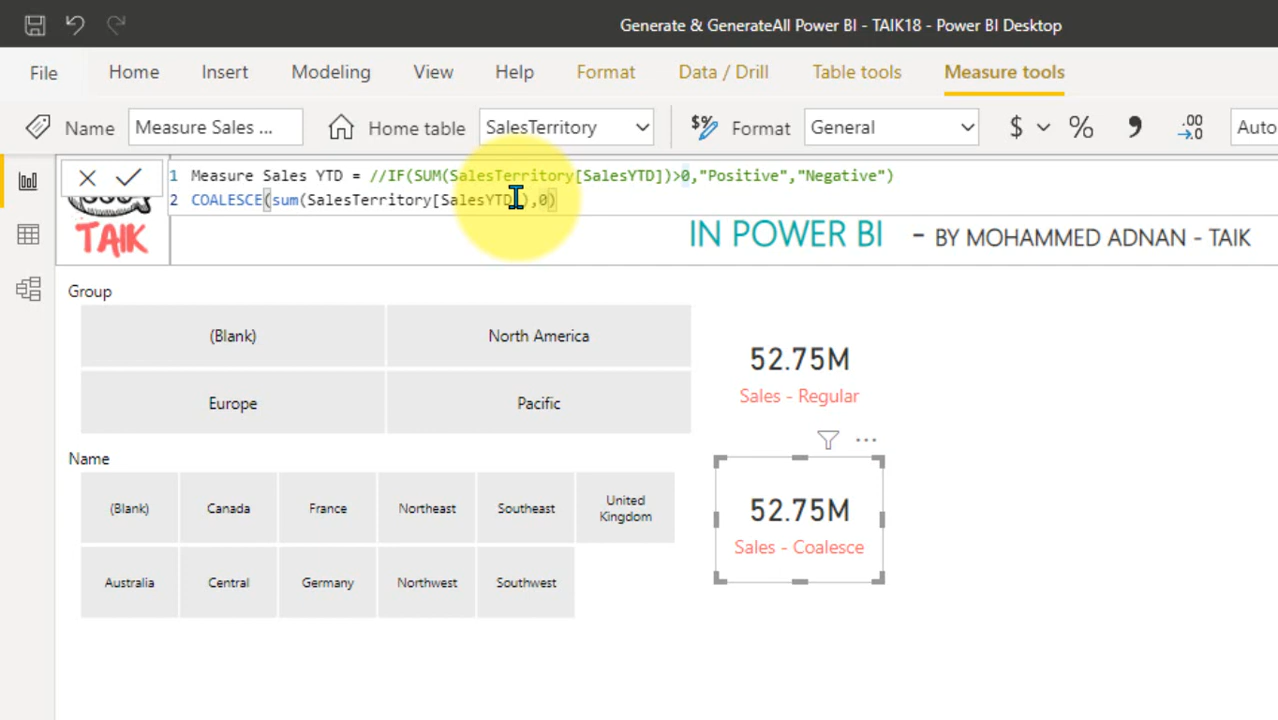 Generate & GenerateAll Power BI - TAIK18 - Power BI Desktop
File Home Insert Modeling View Help Format Data / Drill Table tools Measure tools
Name Measure Sales ... Home table SalesTerritory Format General $ % , .00 →.0 Auto
1 Measure Sales YTD = //IF(SUM(SalesTerritory[SalesYTD])>0,"Positive","Negative")
2 COALESCE(sum(SalesTerritory[SalesYTD]),0)
TAIK
IN POWER BI - BY MOHAMMED ADNAN - TAIK
Group
(Blank) North America
Europe Pacific
52.75M
Sales - Regular
Name
(Blank) Canada France Northeast Southeast United Kingdom
Australia Central Germany Northwest Southwest
52.75M
Sales - Coalesce